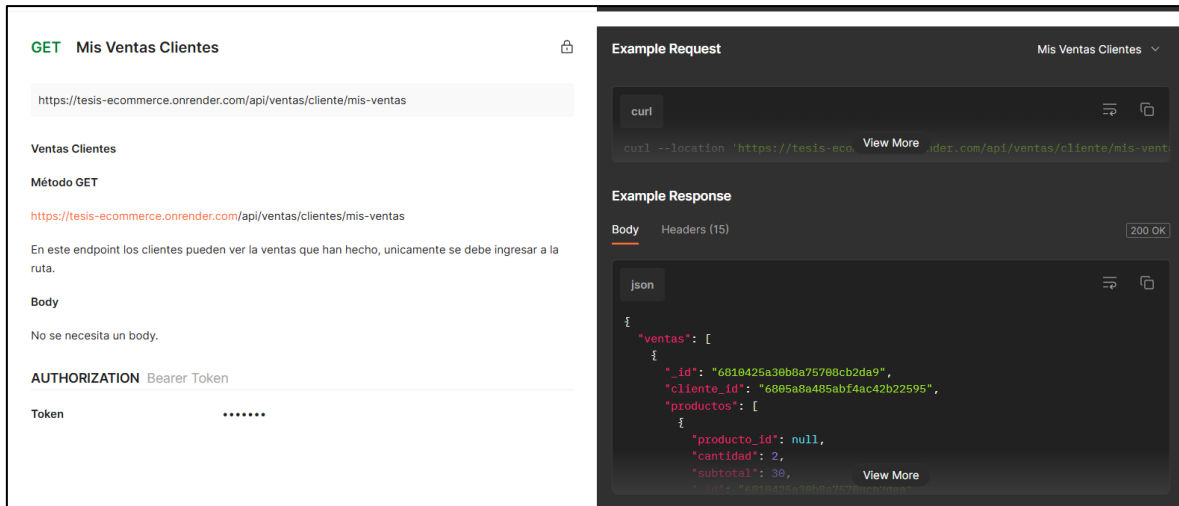 GET Mis Ventas Clientes
https://tesis-ecommerce.onrender.com/api/ventas/cliente/mis-ventas
Ventas Clientes
Método GET
https://tesis-ecommerce.onrender.com/api/ventas/clientes/mis-ventas
En este endpoint los clientes pueden ver la ventas que han hecho, unicamente se debe ingresar a la
ruta.
Body
No se necesita un body.
AUTHORIZATION Bearer Token
Token •••••••
Example Request
Mis Ventas Clientes
curl
curl --location 'https://tesis-eco
View More
nder.com/api/ventas/cliente/mis-vent
Example Response
Body Headers (15)
200 OK
json
{
"ventas": [
{
"_id": "6810425a30b8a75708cb2da9",
"cliente_id": "6805a8a485abf4ac42b22595",
"productos": [
{
"producto_id": null,
"cantidad": 2,
"subtotal": 30,
View More